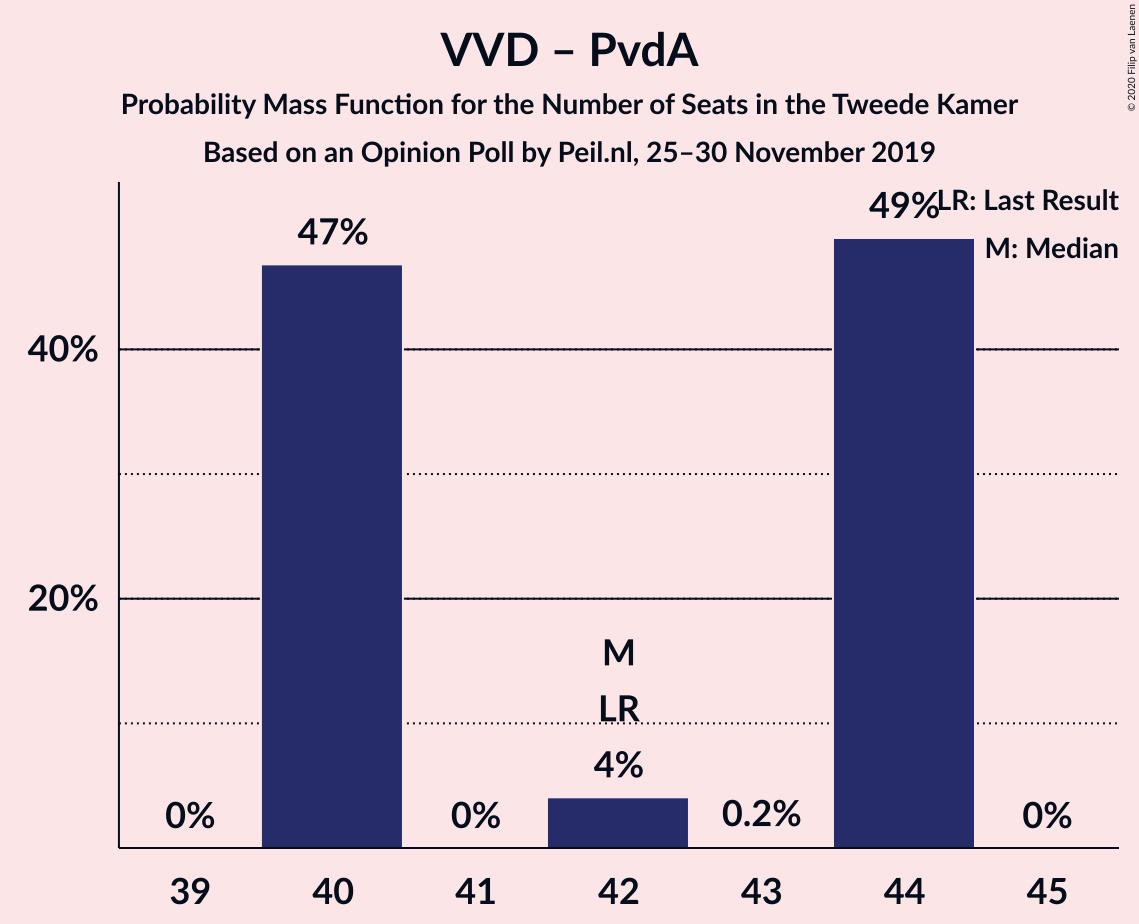 VVD – PvdA
Probability Mass Function for the Number of Seats in the Tweede Kamer
Based on an Opinion Poll by Peil.nl, 25–30 November 2019
© 2020 Filip van Laenen
LR: Last Result
M: Median
40%
20%
0%
47%
0%
M
LR
4%
0.2%
49%
0%
39 40 41 42 43 44 45